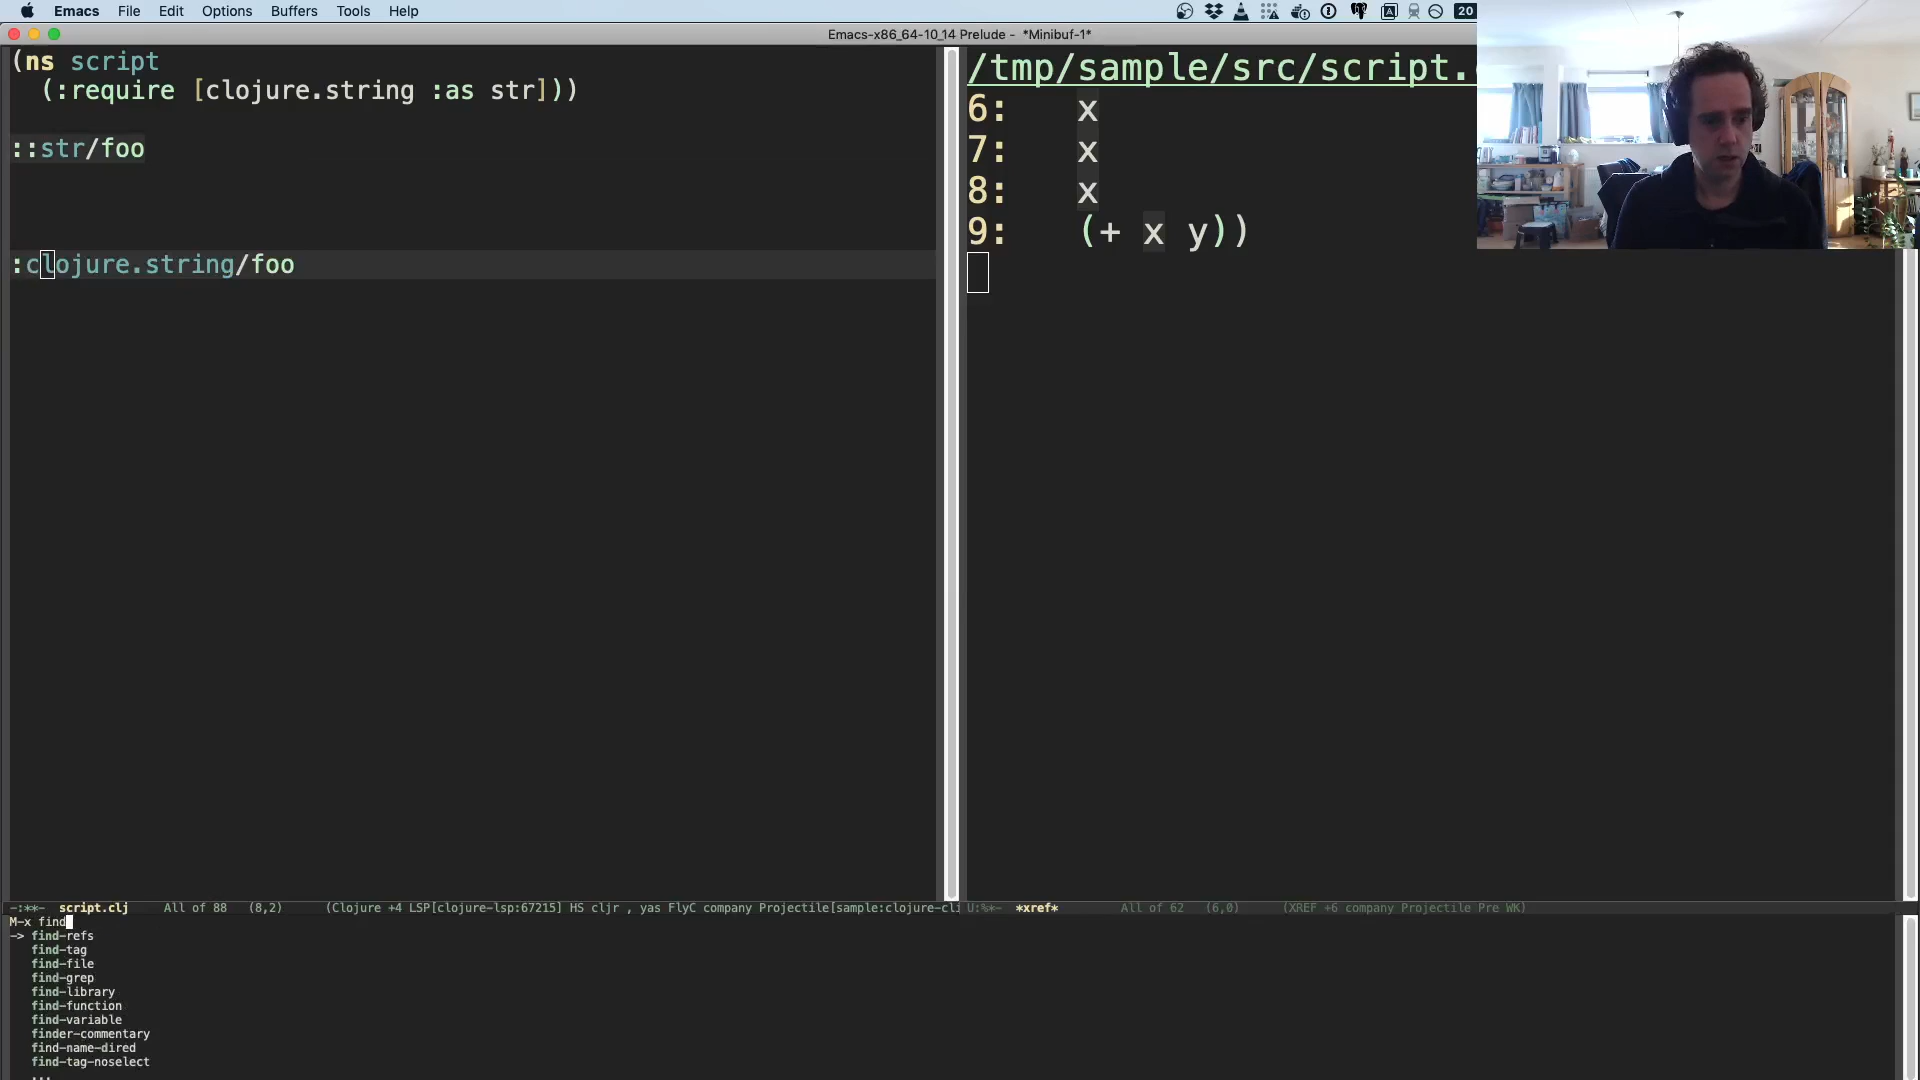 Emacs File Edit Options Buffers Tools Help
20
Emacs-x86_64-10_14 Prelude - *Minibuf-1*
(ns script
(:require [clojure.string :as str]))
::str/foo
:clojure.string/foo
/tmp/sample/src/script.
6: x
7: x
8: x
9: (+ x y))
-:**- script.clj All of 88 (8,2) (Clojure +4 LSP[clojure-lsp:67215] HS cljr , yas FlyC company Projectile[sample:clojure-cli
U:%*- *xref* All of 62 (6,0) (XREF +6 company Projectile Pre WK)
M-x find
-> find-refs
find-tag
find-file
find-grep
find-library
find-function
find-variable
finder-commentary
find-name-dired
find-tag-noselect
...